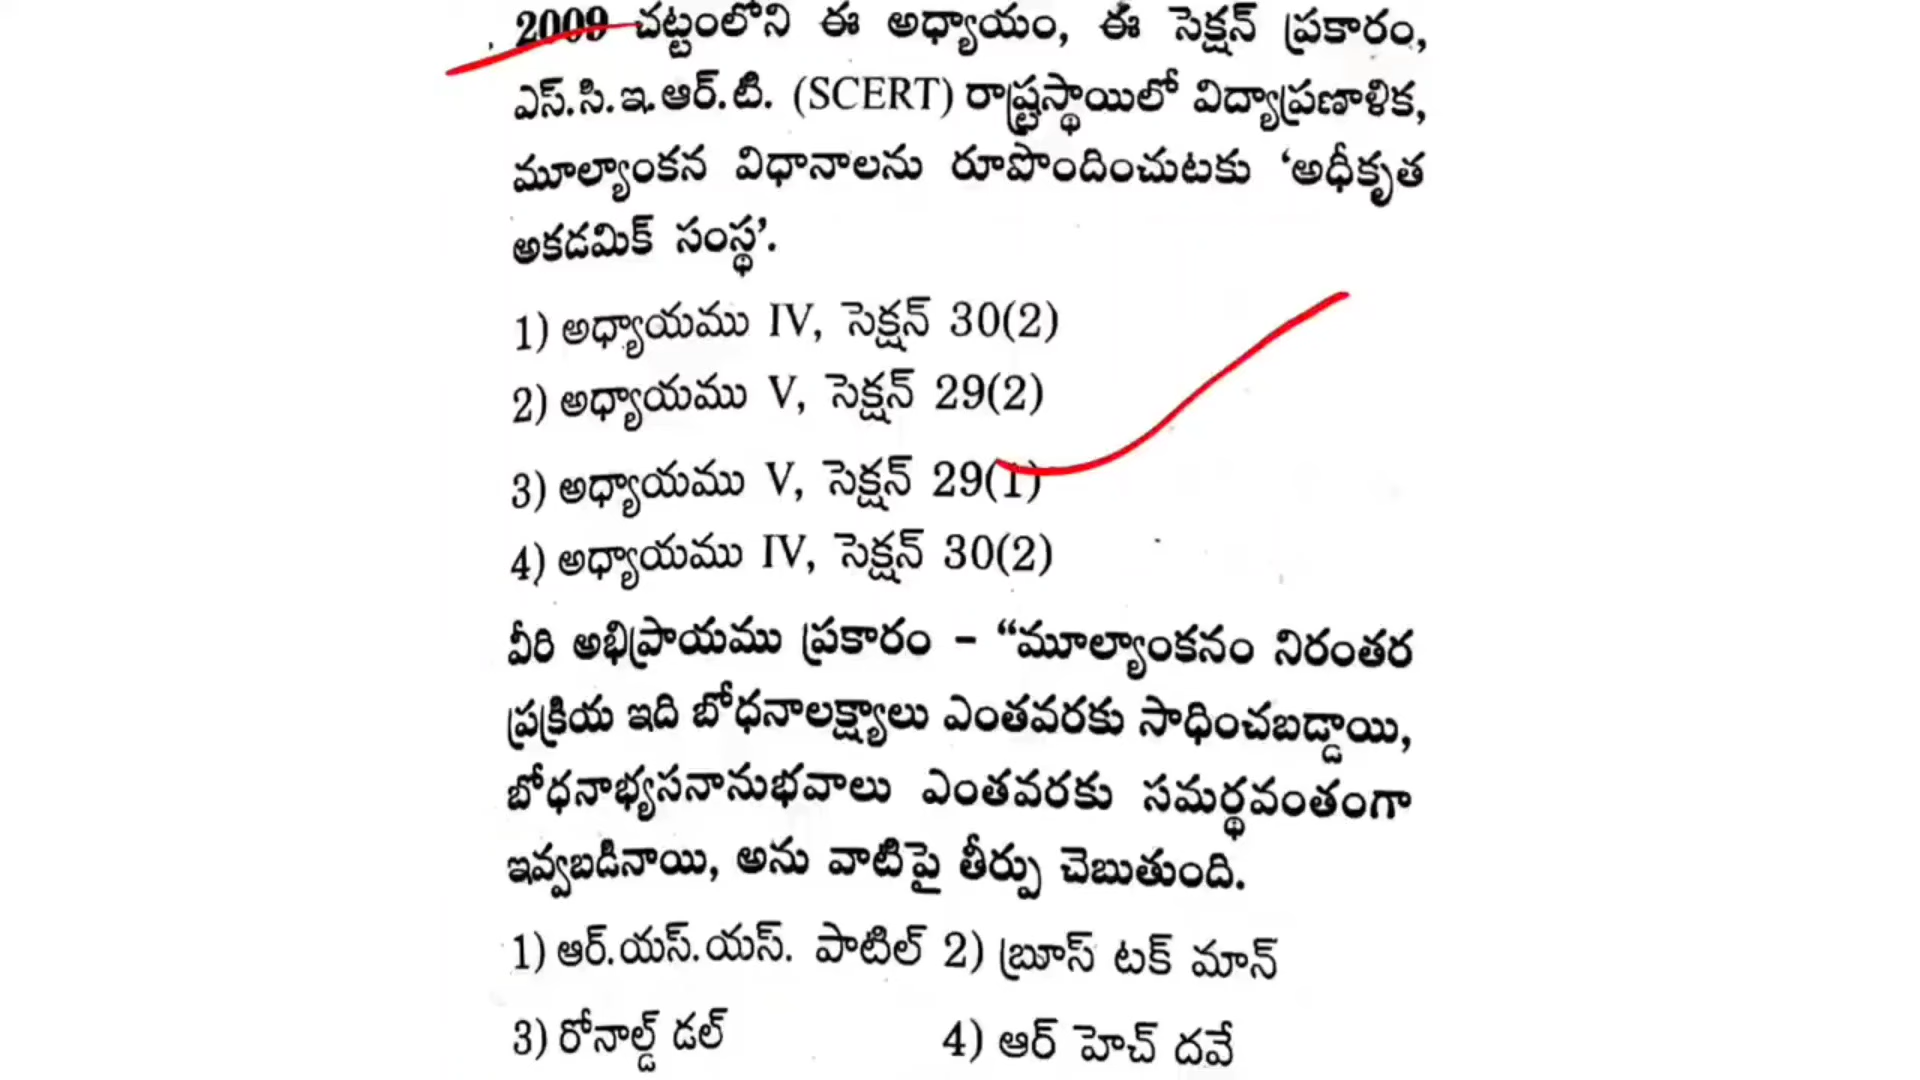 2009 చట్టంలోని ఈ అధ్యాయం, ఈ సెక్షన్ ప్రకారం,
ఎస్.సి.ఇ.ఆర్.టి. (SCERT) రాష్ట్రస్థాయిలో విద్యాప్రణాళిక,
మూల్యాంకన విధానాలను రూపొందించుటకు ‘అధీకృత
అకడమిక్ సంస్థ’.
1) అధ్యాయము IV, సెక్షన్ 30(2)
2) అధ్యాయము V, సెక్షన్ 29(2)
3) అధ్యాయము V, సెక్షన్ 29(1)
4) అధ్యాయము IV, సెక్షన్ 30(2)
వీరి అభిప్రాయము ప్రకారం – “మూల్యాంకనం నిరంతర
ప్రక్రియ ఇది బోధనాలక్ష్యాలు ఎంతవరకు సాధించబడ్డాయి,
బోధనాభ్యసనానుభవాలు ఎంతవరకు సమర్థవంతంగా
ఇవ్వబడినాయి, అను వాటిపై తీర్పు చెబుతుంది.
1) ఆర్.యస్.యస్. పాటిల్ 2) బ్రూస్ టక్ మాన్
3) రోనాల్డ్ డల్ 4) ఆర్ హెచ్ దవే